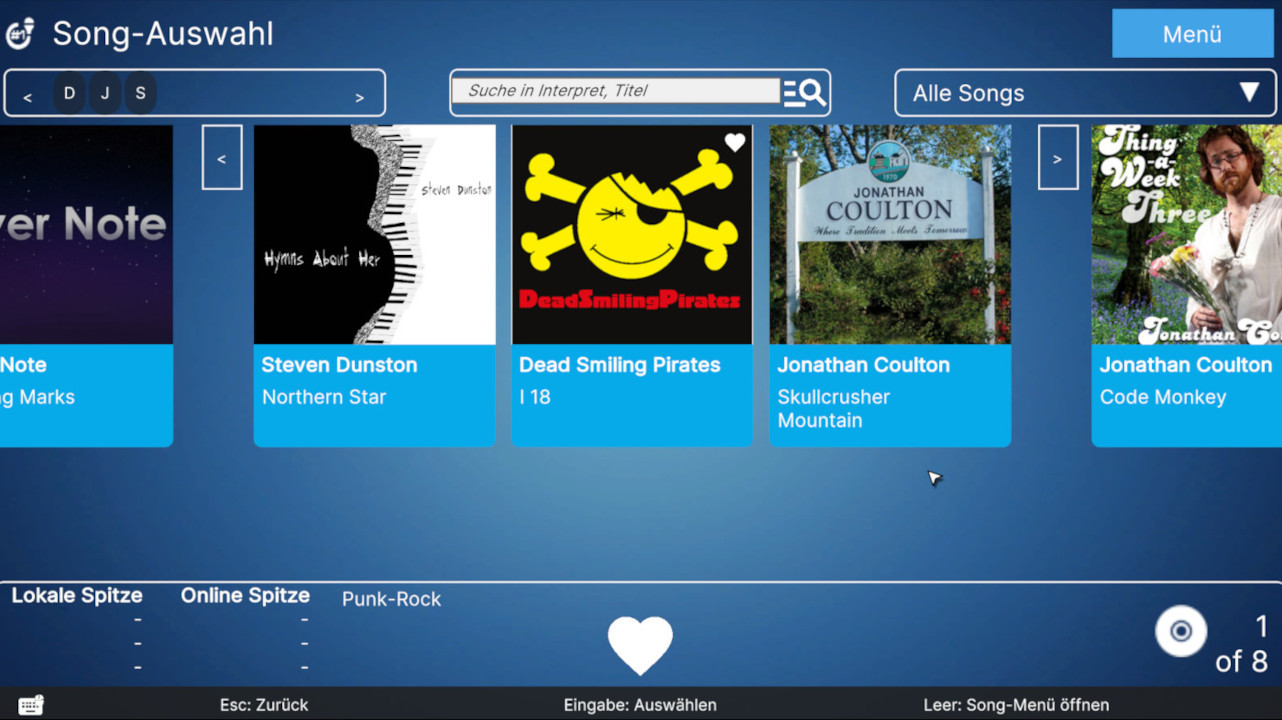 #1
Song-Auswahl
Menü
< D J S >
Suche in Interpret, Titel
Alle Songs
er Note
Note
g Marks
<
Steven Dunston
Hymns About Her
Steven Dunston
Northern Star
DeadSmilingPirates
Dead Smiling Pirates
I 18
1970
JONATHAN
COULTON
Where Tradition Meets Tomorrow
Jonathan Coulton
Skullcrusher
Mountain
>
Thing
-a-
Week
Three
Jonathan Co
Jonathan Coulton
Code Monkey
Lokale Spitze
-
-
-
Online Spitze
-
-
-
Punk-Rock
1
of 8
Esc: Zurück
Eingabe: Auswählen
Leer: Song-Menü öffnen